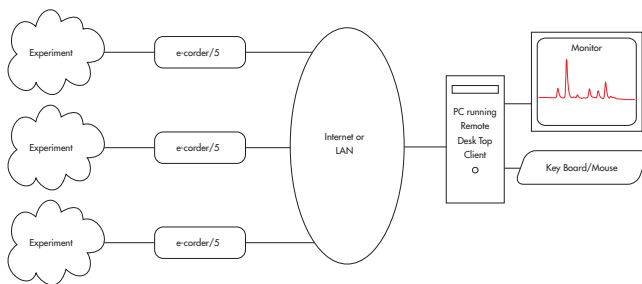 Experiment
e-corder/5
Experiment
e-corder/5
Experiment
e-corder/5
Internet or
LAN
PC running
Remote
Desk Top
Client
Monitor
Key Board/Mouse